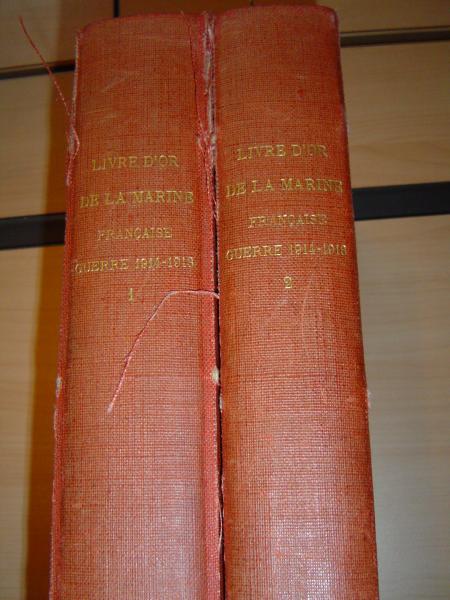 LIVRE D'OR
DE LA MARINE
FRANÇAISE
GUERRE 1914-1918
1
LIVRE D'OR
DE LA MARINE
FRANÇAISE
GUERRE 1914-1918
2